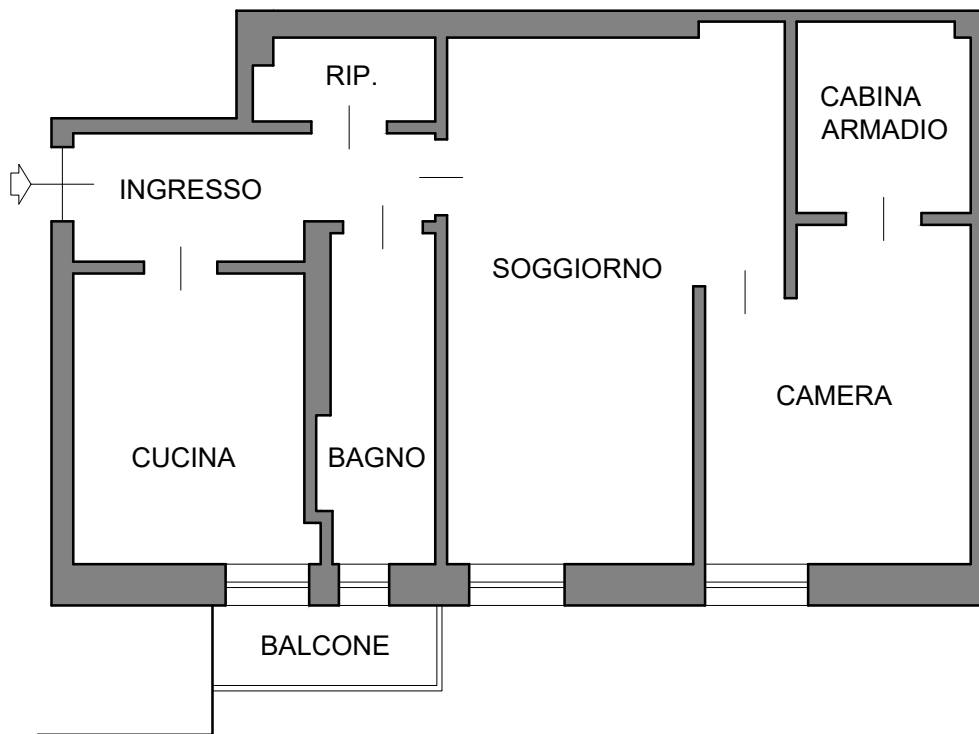 RIP.
CABINA
ARMADIO
INGRESSO
SOGGIORNO
CAMERA
CUCINA
BAGNO
BALCONE